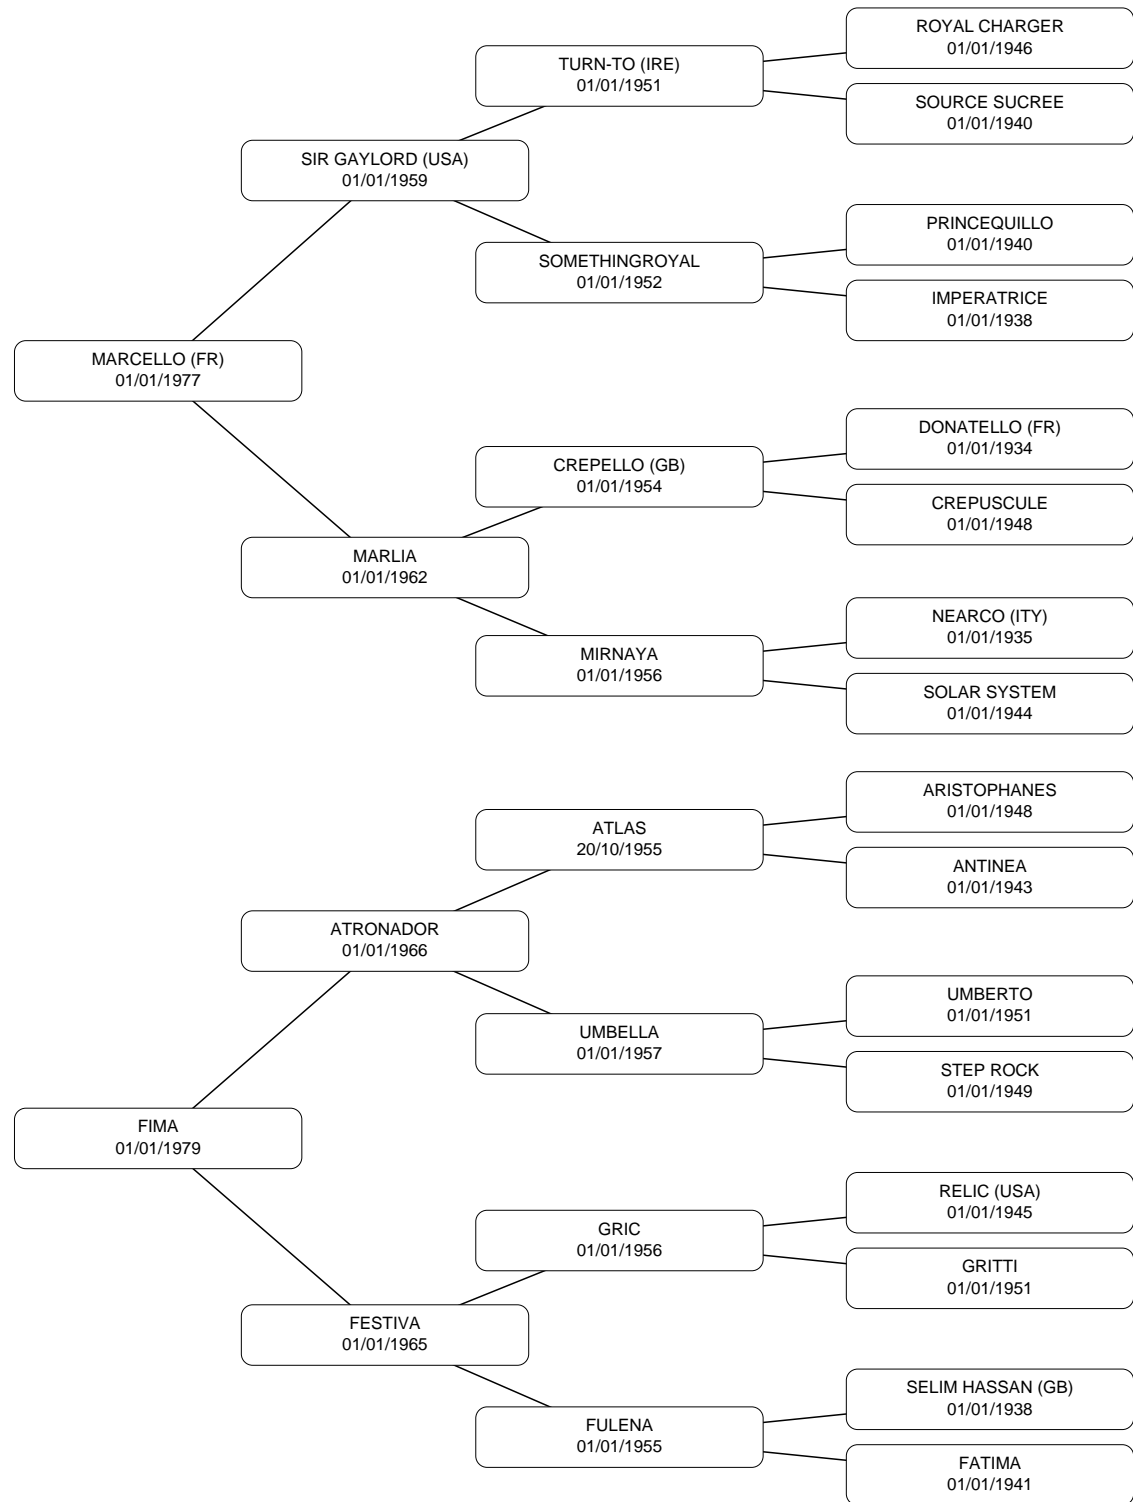 ROYAL CHARGER
01/01/1946
TURN-TO (IRE)
01/01/1951
SOURCE SUCREE
01/01/1940
SIR GAYLORD (USA)
01/01/1959
PRINCEQUILLO
01/01/1940
SOMETHINGROYAL
01/01/1952
IMPERATRICE
01/01/1938
MARCELLO (FR)
01/01/1977
DONATELLO (FR)
01/01/1934
CREPELLO (GB)
01/01/1954
CREPUSCULE
01/01/1948
MARLIA
01/01/1962
NEARCO (ITY)
01/01/1935
MIRNAYA
01/01/1956
SOLAR SYSTEM
01/01/1944
ARISTOPHANES
01/01/1948
ATLAS
20/10/1955
ANTINEA
01/01/1943
ATRONADOR
01/01/1966
UMBERTO
01/01/1951
UMBELLA
01/01/1957
STEP ROCK
01/01/1949
FIMA
01/01/1979
RELIC (USA)
01/01/1945
GRIC
01/01/1956
GRITTI
01/01/1951
FESTIVA
01/01/1965
SELIM HASSAN (GB)
01/01/1938
FULENA
01/01/1955
FATIMA
01/01/1941